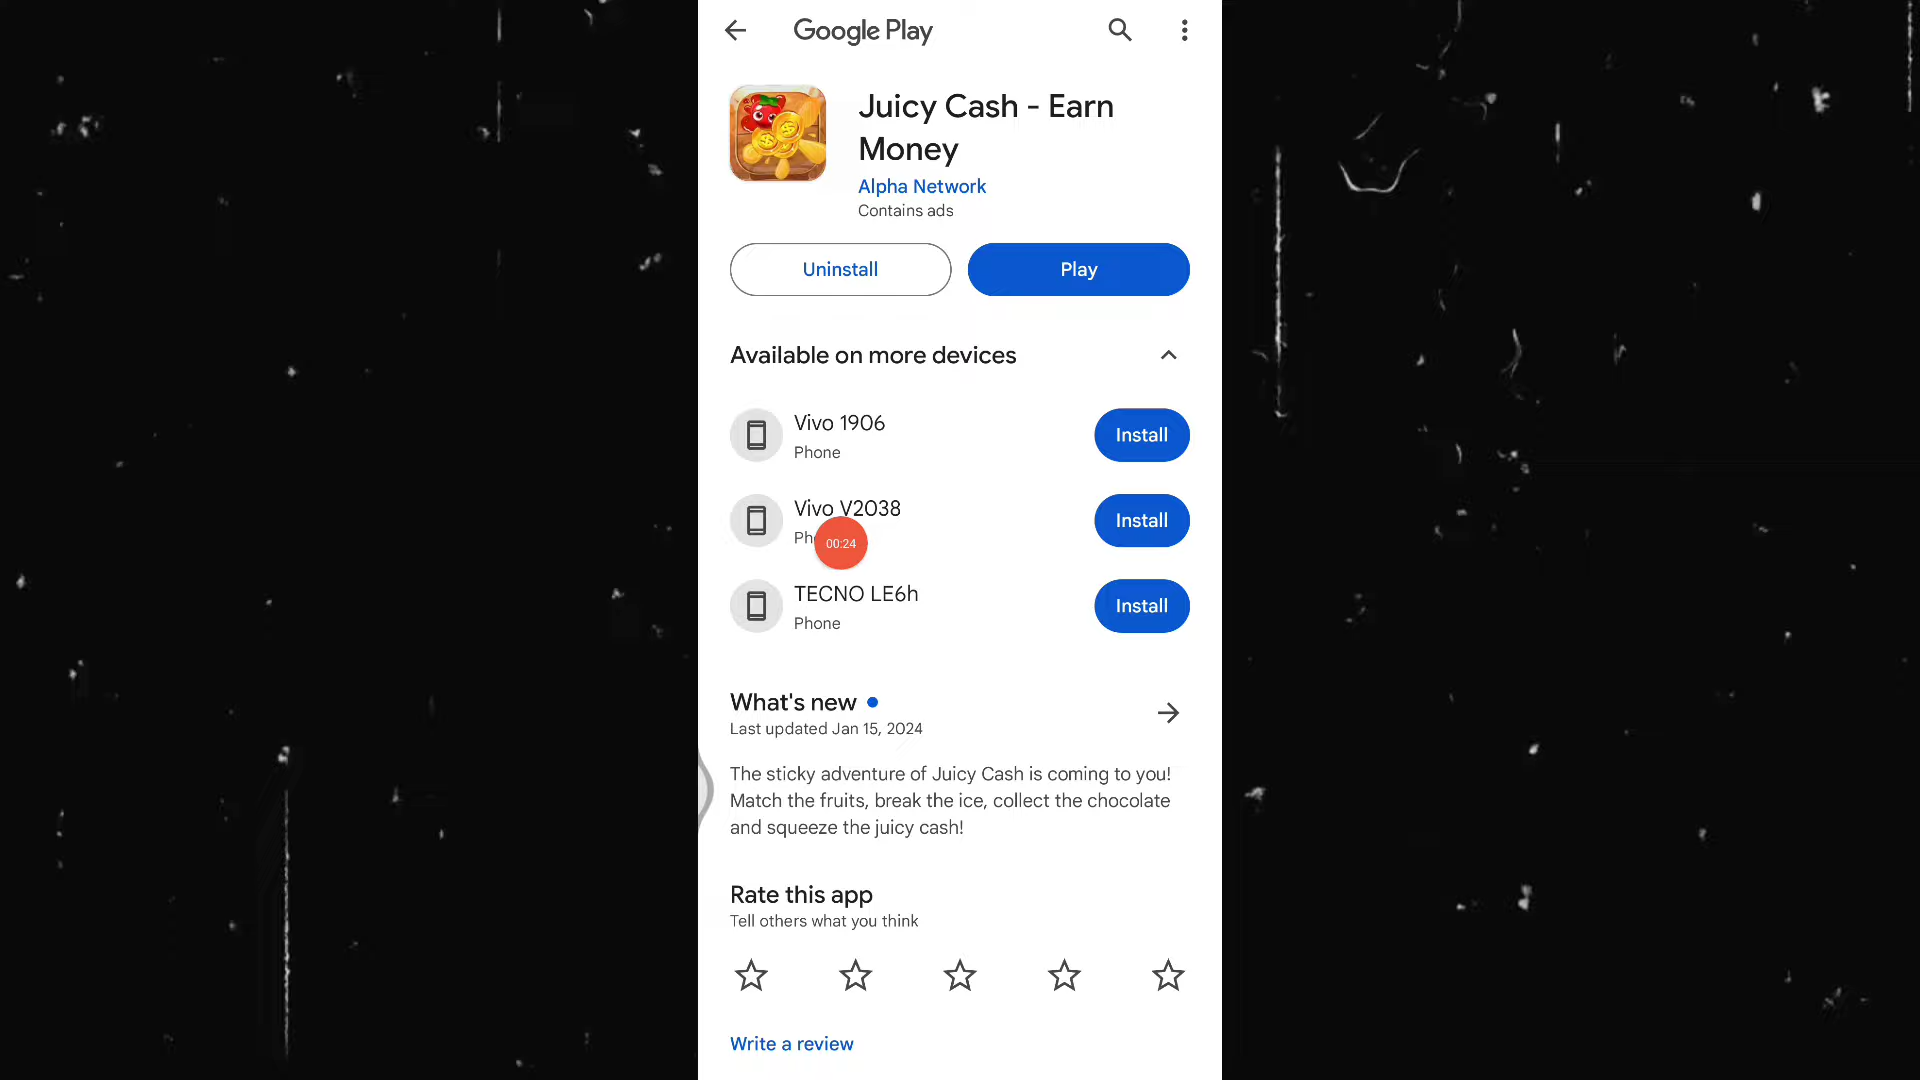 Google Play
Juicy Cash - Earn
Money
Alpha Network
Contains ads
Uninstall
Play
Available on more devices
Vivo 1906
Phone
Install
Vivo V2038
Ph
00:24
Install
TECNO LE6h
Phone
Install
What's new
Last updated Jan 15, 2024
The sticky adventure of Juicy Cash is coming to you!
Match the fruits, break the ice, collect the chocolate
and squeeze the juicy cash!
Rate this app
Tell others what you think
Write a review